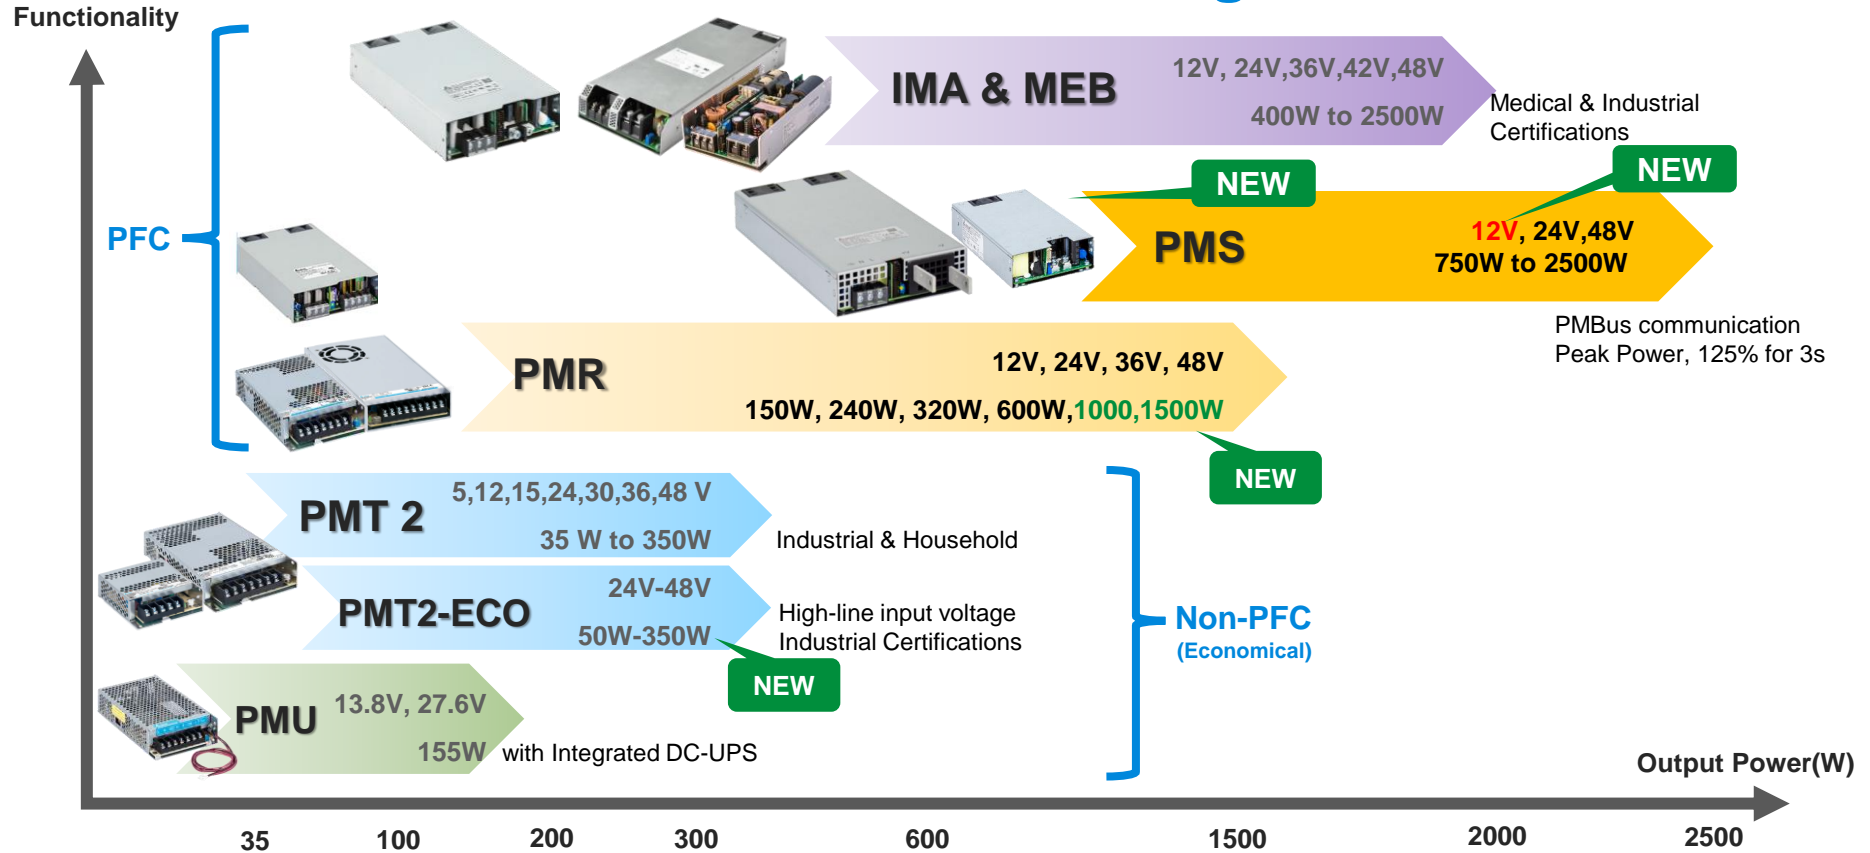 Functionality
IMA & MEB
12V, 24V,36V,42V,48V
400W to 2500W
Medical & Industrial
Certifications
NEW
NEW
PFC
PMS
12V, 24V,48V
750W to 2500W
PMBus communication
Peak Power, 125% for 3s
PMR
12V, 24V, 36V, 48V
150W, 240W, 320W, 600W,1000,1500W
NEW
PMT 2
5,12,15,24,30,36,48 V
35 W to 350W
Industrial & Household
PMT2-ECO
24V-48V
50W-350W
High-line input voltage
Industrial Certifications
NEW
Non-PFC
(Economical)
PMU
13.8V, 27.6V
155W
with Integrated DC-UPS
Output Power(W)
35 100 200 300 600 1500 2000 2500